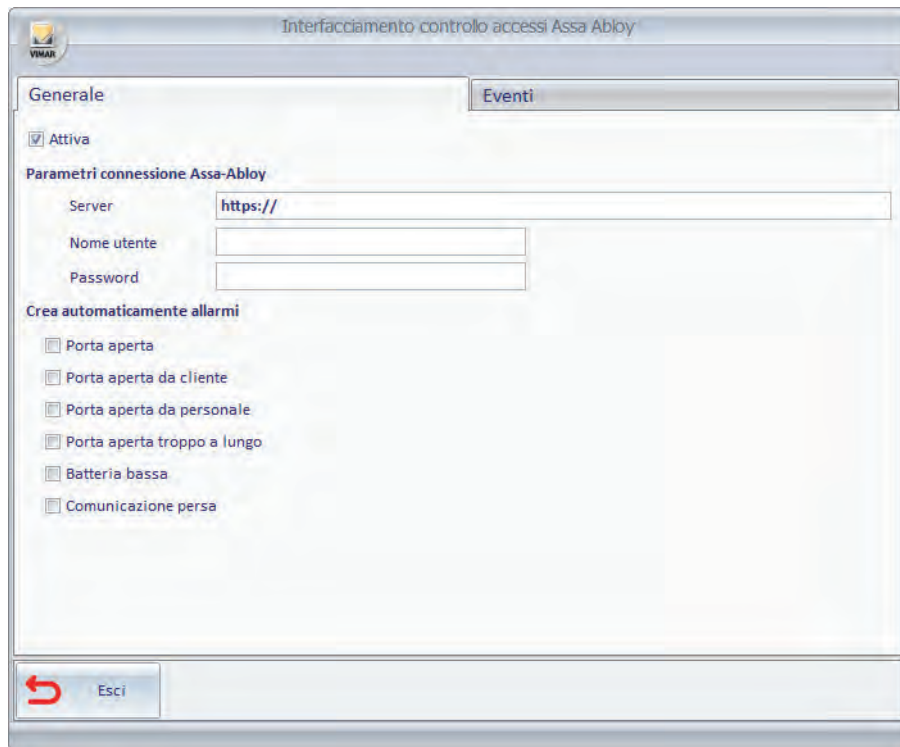 Interfacciamento controllo accessi Assa Abloy
VIMAR
Generale
Eventi
Attiva
Parametri connessione Assa-Abloy
Server https://
Nome utente
Password
Crea automaticamente allarmi
Porta aperta
Porta aperta da cliente
Porta aperta da personale
Porta aperta troppo a lungo
Batteria bassa
Comunicazione persa
Esci